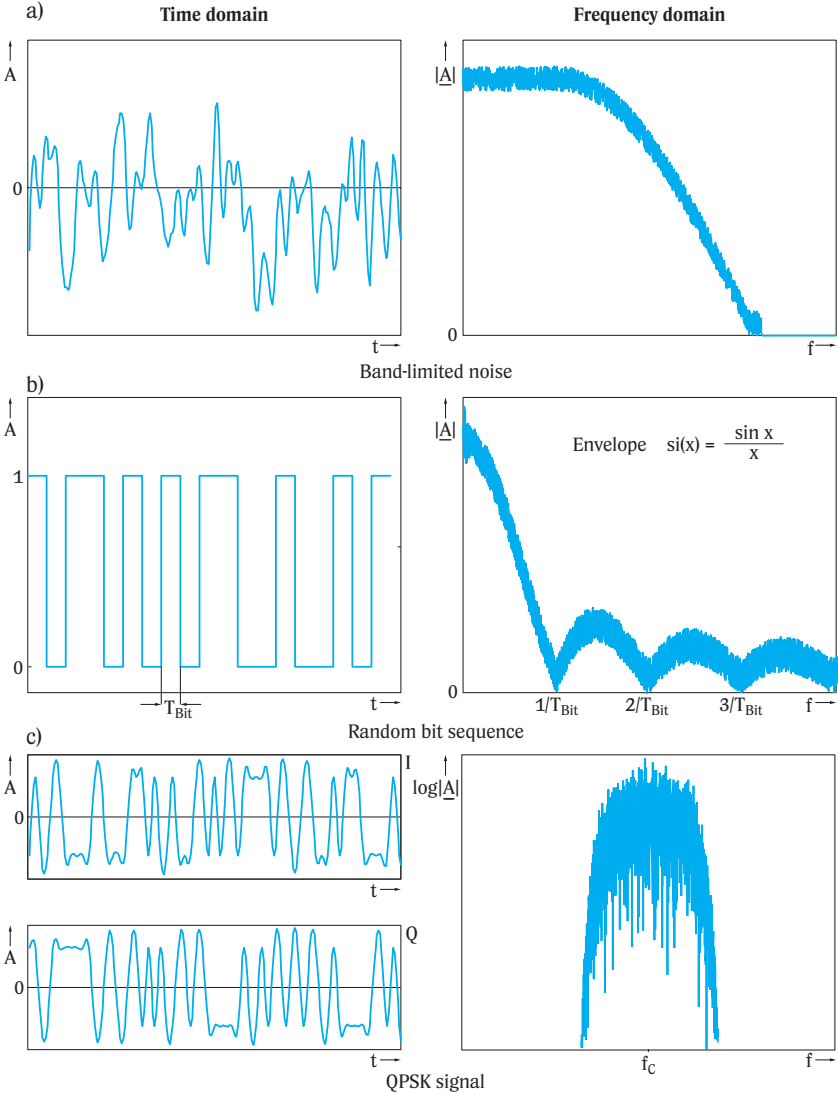 a)
Time domain
Frequency domain
A
0
t
|A|
0
f
Band-limited noise
b)
A
1
0
T_Bit
t
|A|
Envelope si(x) = sin x / x
0
1/T_Bit 2/T_Bit 3/T_Bit f
Random bit sequence
c)
A
0
I
t
A
0
Q
t
log|A|
f_C
f
QPSK signal